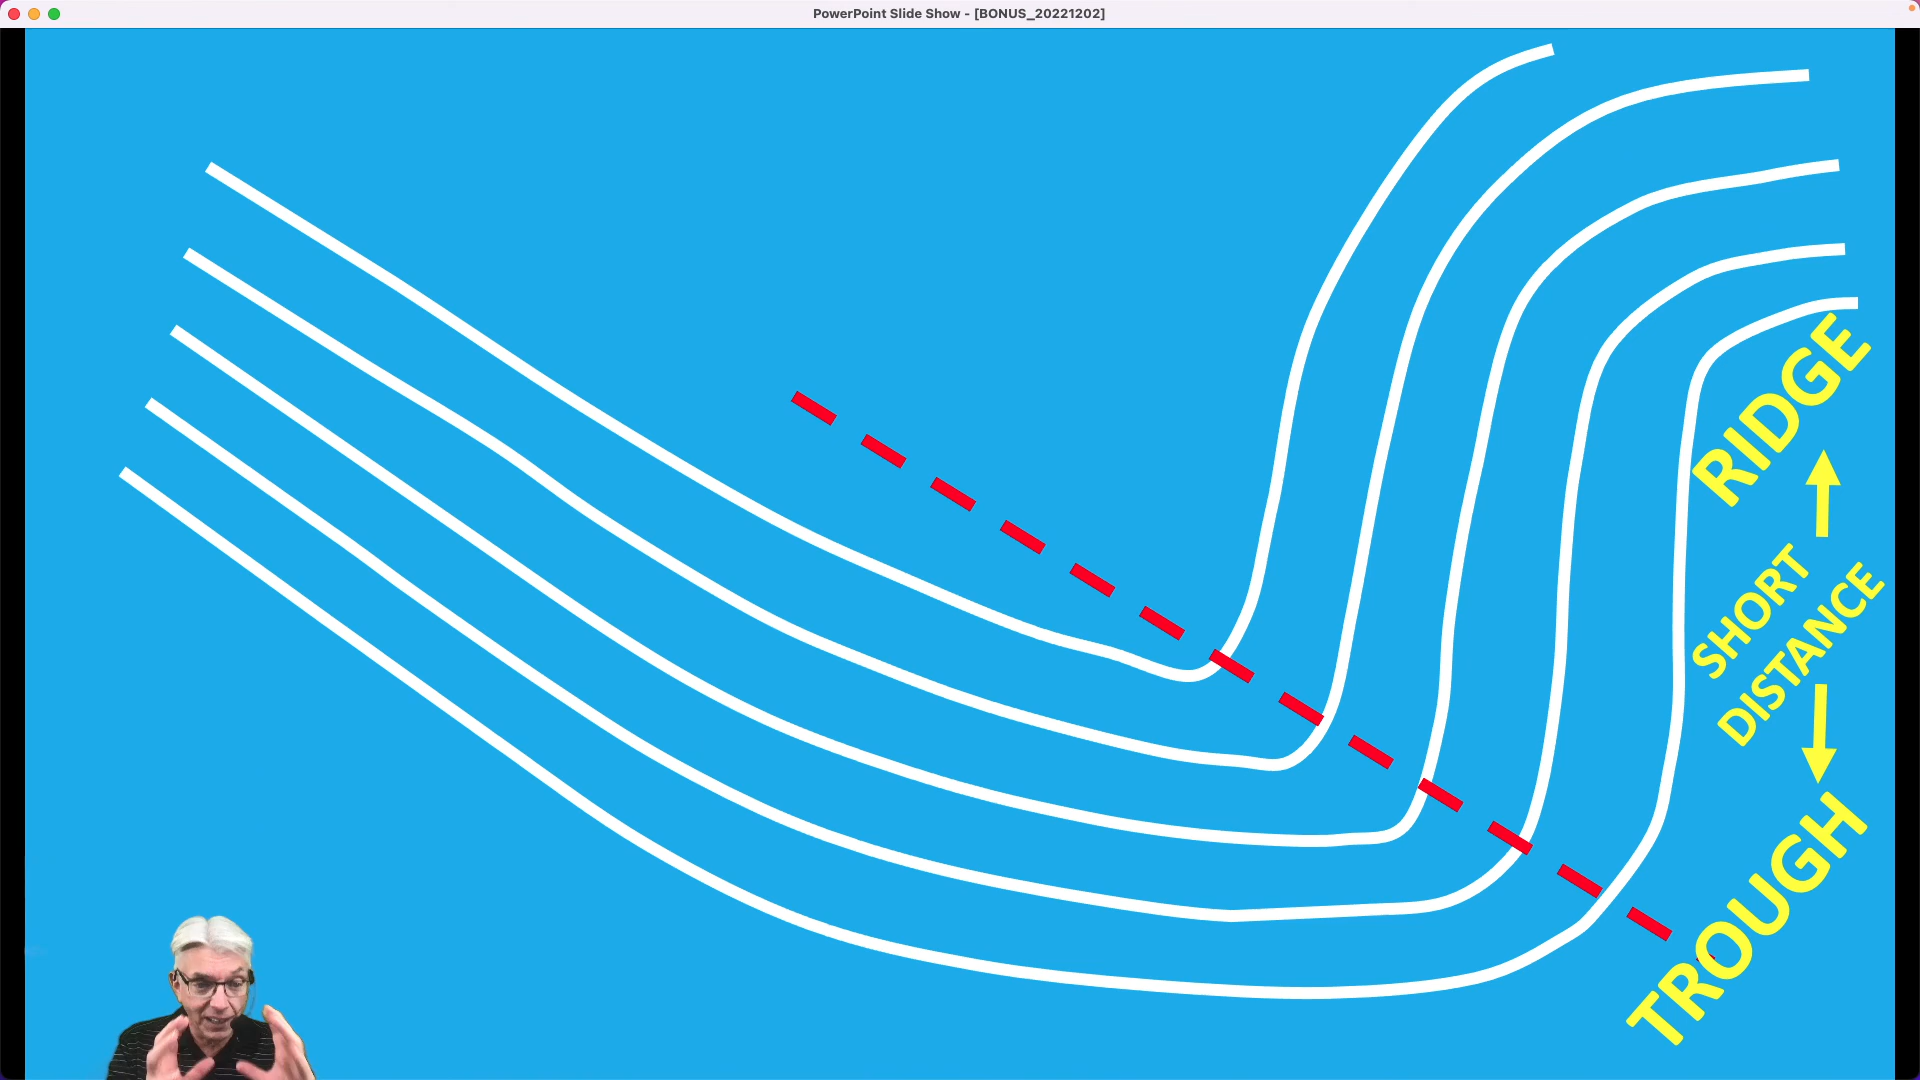 PowerPoint Slide Show - [BONUS_20221202]
RIDGE
SHORT
DISTANCE
TROUGH